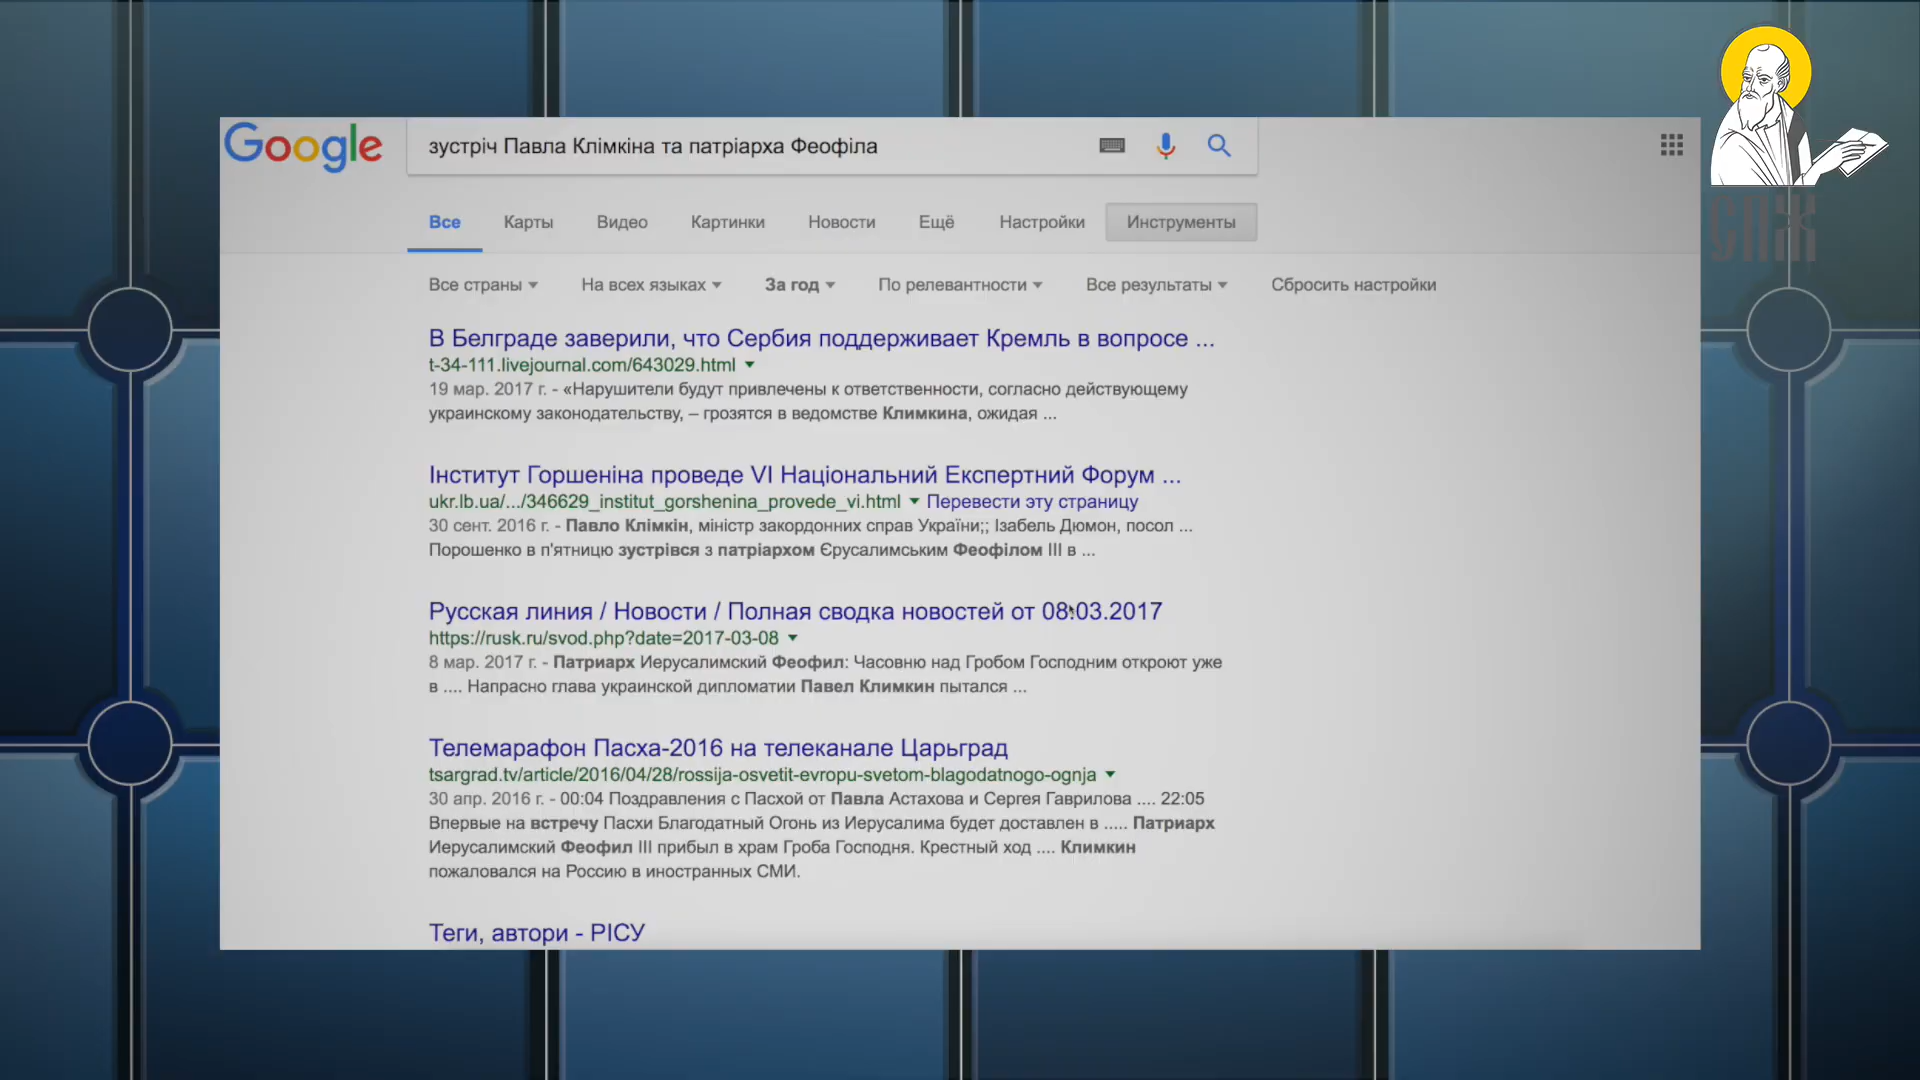 Google
зустріч Павла Клімкіна та патріарха Феофіла
Все Карты Видео Картинки Новости Ещё Настройки Инструменты
Все страны На всех языках За год По релевантности Все результаты Сбросить настройки
В Белграде заверили, что Сербия поддерживает Кремль в вопросе ...
t-34-111.livejournal.com/643029.html
19 мар. 2017 г. - «Нарушители будут привлечены к ответственности, согласно действующему
украинскому законодательству, – грозятся в ведомстве Климкина, ожидая ...
Інститут Горшеніна проведе VI Національний Експертний Форум ...
ukr.lb.ua/.../346629_institut_gorshenina_provede_vi.html Перевести эту страницу
30 сент. 2016 г. - Павло Клімкін, міністр закордонних справ України;; Ізабель Дюмон, посол ...
Порошенко в п'ятницю зустрівся з патріархом Єрусалимським Феофілом III в ...
Русская линия / Новости / Полная сводка новостей от 08.03.2017
https://rusk.ru/svod.php?date=2017-03-08
8 мар. 2017 г. - Патриарх Иерусалимский Феофил: Часовню над Гробом Господним откроют уже
в .... Напрасно глава украинской дипломатии Павел Климкин пытался ...
Телемарафон Пасха-2016 на телеканале Царьград
tsargrad.tv/article/2016/04/28/rossija-osvetit-evropu-svetom-blagodatnogo-ognja
30 апр. 2016 г. - 00:04 Поздравления с Пасхой от Павла Астахова и Сергея Гаврилова .... 22:05
Впервые на встречу Пасхи Благодатный Огонь из Иерусалима будет доставлен в ..... Патриарх
Иерусалимский Феофил III прибыл в храм Гроба Господня. Крестный ход .... Климкин
пожаловался на Россию в иностранных СМИ.
Теги, автори - РІСУ
СПЖ